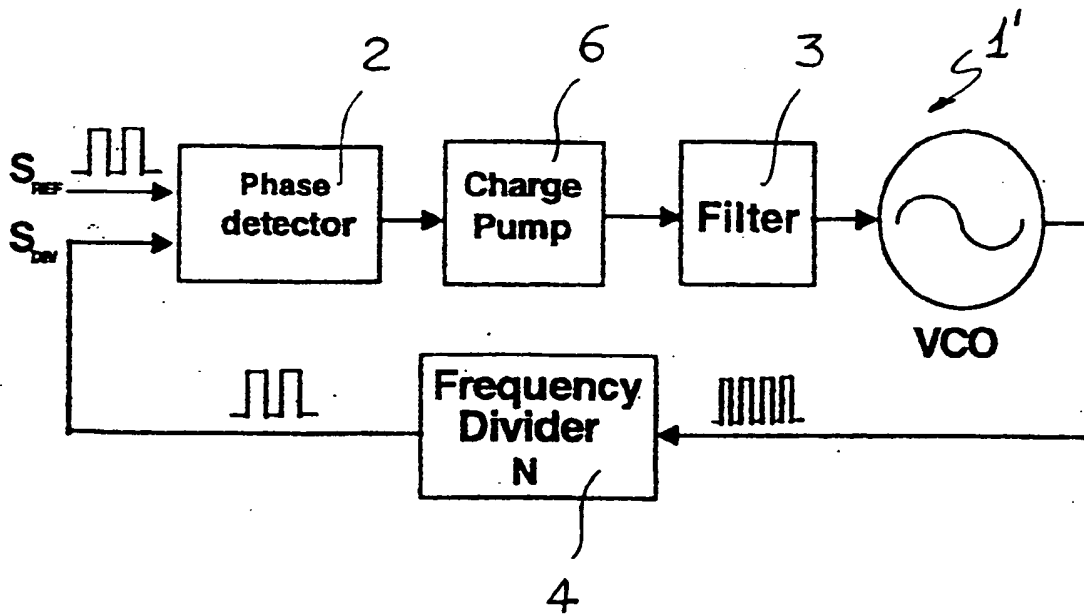 2
6
3
1'
S_REF
S_DIV
Phase
detector
Charge
Pump
Filter
VCO
Frequency
Divider
N
4